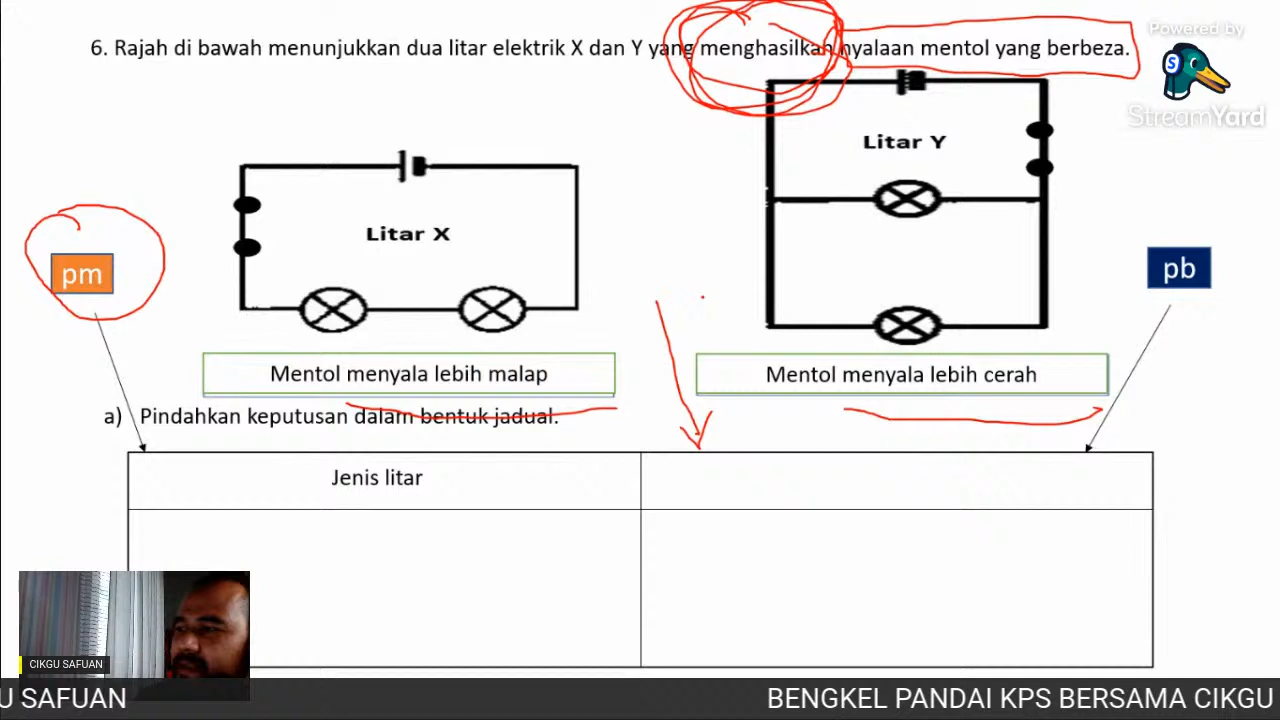 6. Rajah di bawah menunjukkan dua litar elektrik X dan Y yang menghasilkan nyalaan mentol yang berbeza.
Powered by
StreamYard
Litar Y
Litar X
pm
pb
Mentol menyala lebih malap
Mentol menyala lebih cerah
a) Pindahkan keputusan dalam bentuk jadual.
Jenis litar
CIKGU SAFUAN
U SAFUAN
BENGKEL PANDAI KPS BERSAMA CIKGU